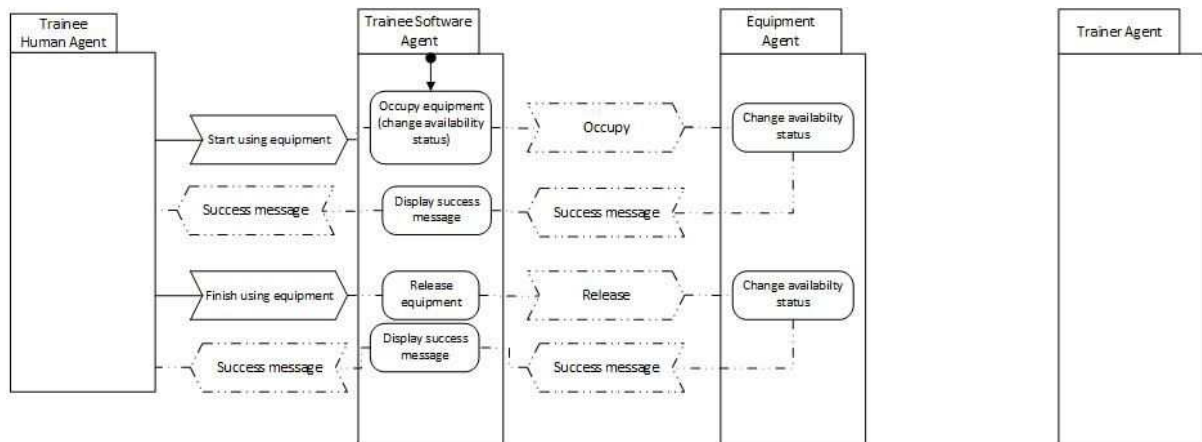 Trainee
Human Agent
Trainee Software
Agent
Equipment
Agent
Trainer Agent
Start using equipment
Occupy equipment
(change availability
status)
Occupy
Change availabilty
status
Success message
Display success
message
Success message
Finish using equipment
Release
equipment
Release
Change availabilty
status
Success message
Display success
message
Success message